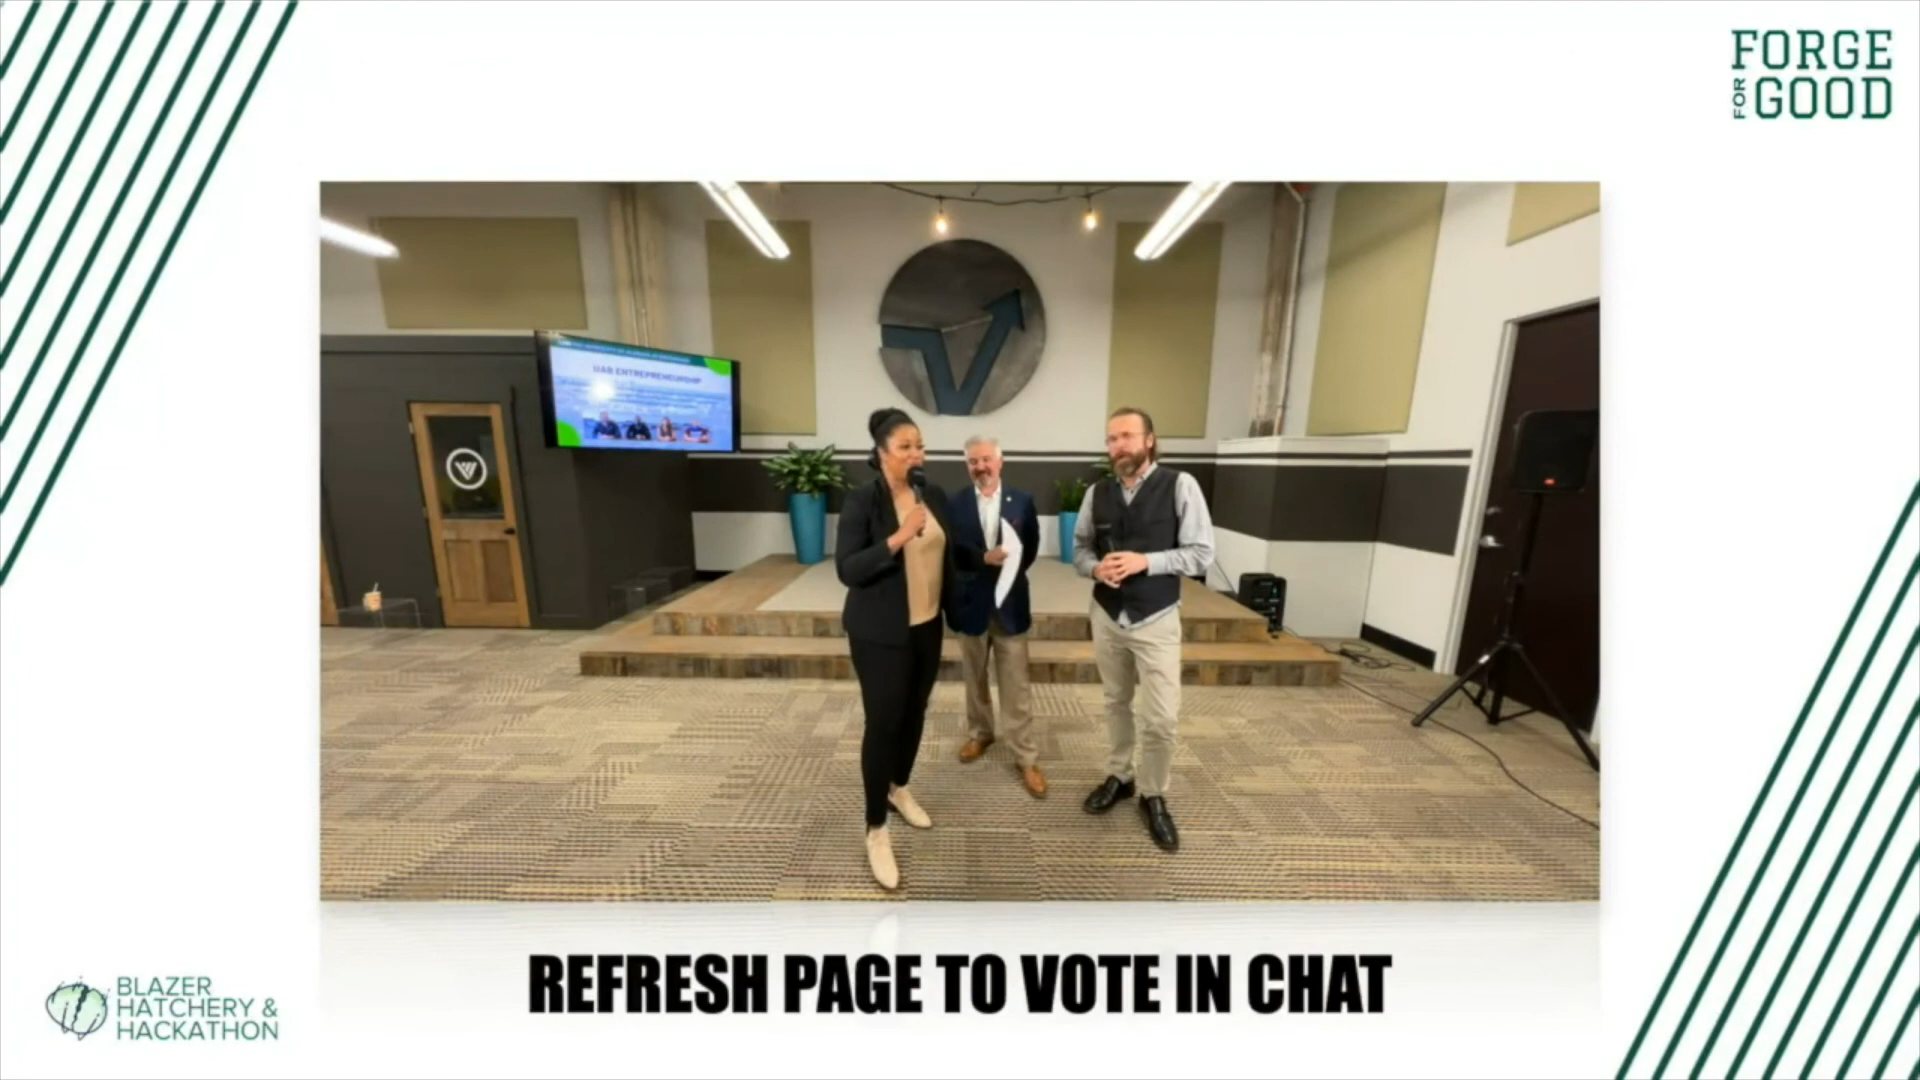 FORGE
FOR GOOD
UAB ENTREPRENEURSHIP
REFRESH PAGE TO VOTE IN CHAT
BLAZER
HATCHERY &
HACKATHON